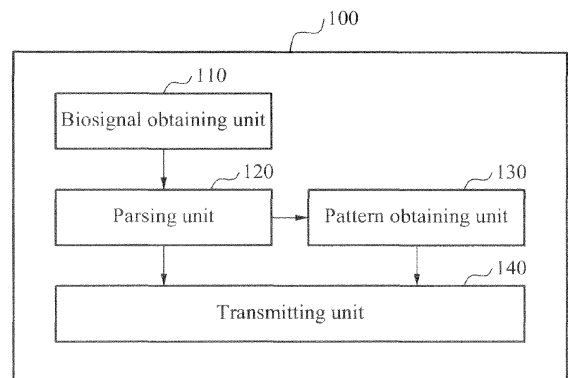 100
110
Biosignal obtaining unit
120
130
Parsing unit
Pattern obtaining unit
140
Transmitting unit